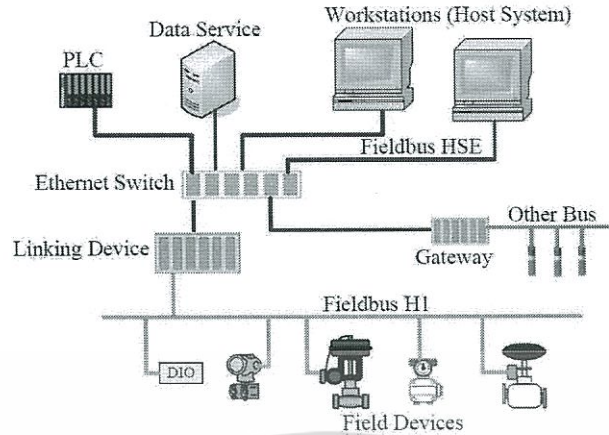 Workstations (Host System)
Data Service
PLC
Fieldbus HSE
Ethernet Switch
Other Bus
Linking Device
Gateway
Fieldbus H1
DIO
Field Devices